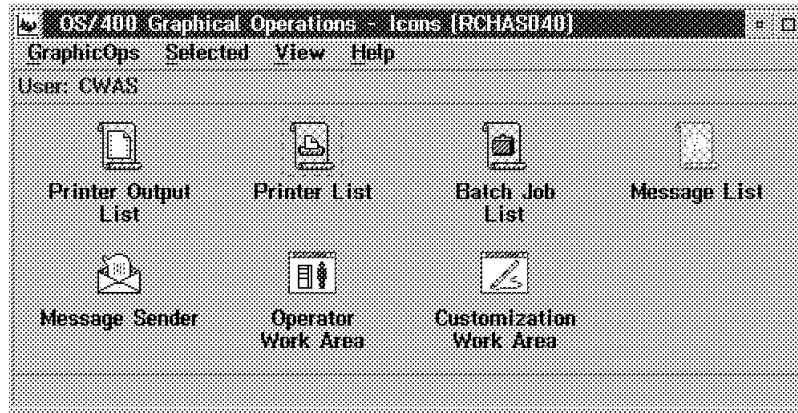 OS/400 Graphical Operations - Icons (RCHAS040)
GraphicOps Selected View Help
User: CWAS
Printer Output List
Printer List
Batch Job List
Message List
Message Sender
Operator Work Area
Customization Work Area